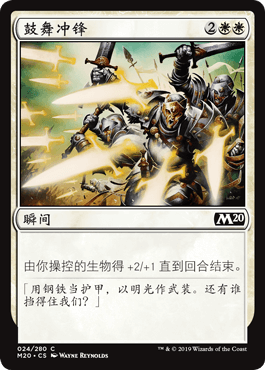 鼓舞冲锋 2
瞬间 M20
由你操控的生物得 +2/+1 直到回合结束。
「用钢铁当护甲，以明光作武装。还有谁
挡得住我们？」
024/280 C
M20 • CS WAYNE REYNOLDS
™ & © 2019 Wizards of the Coast